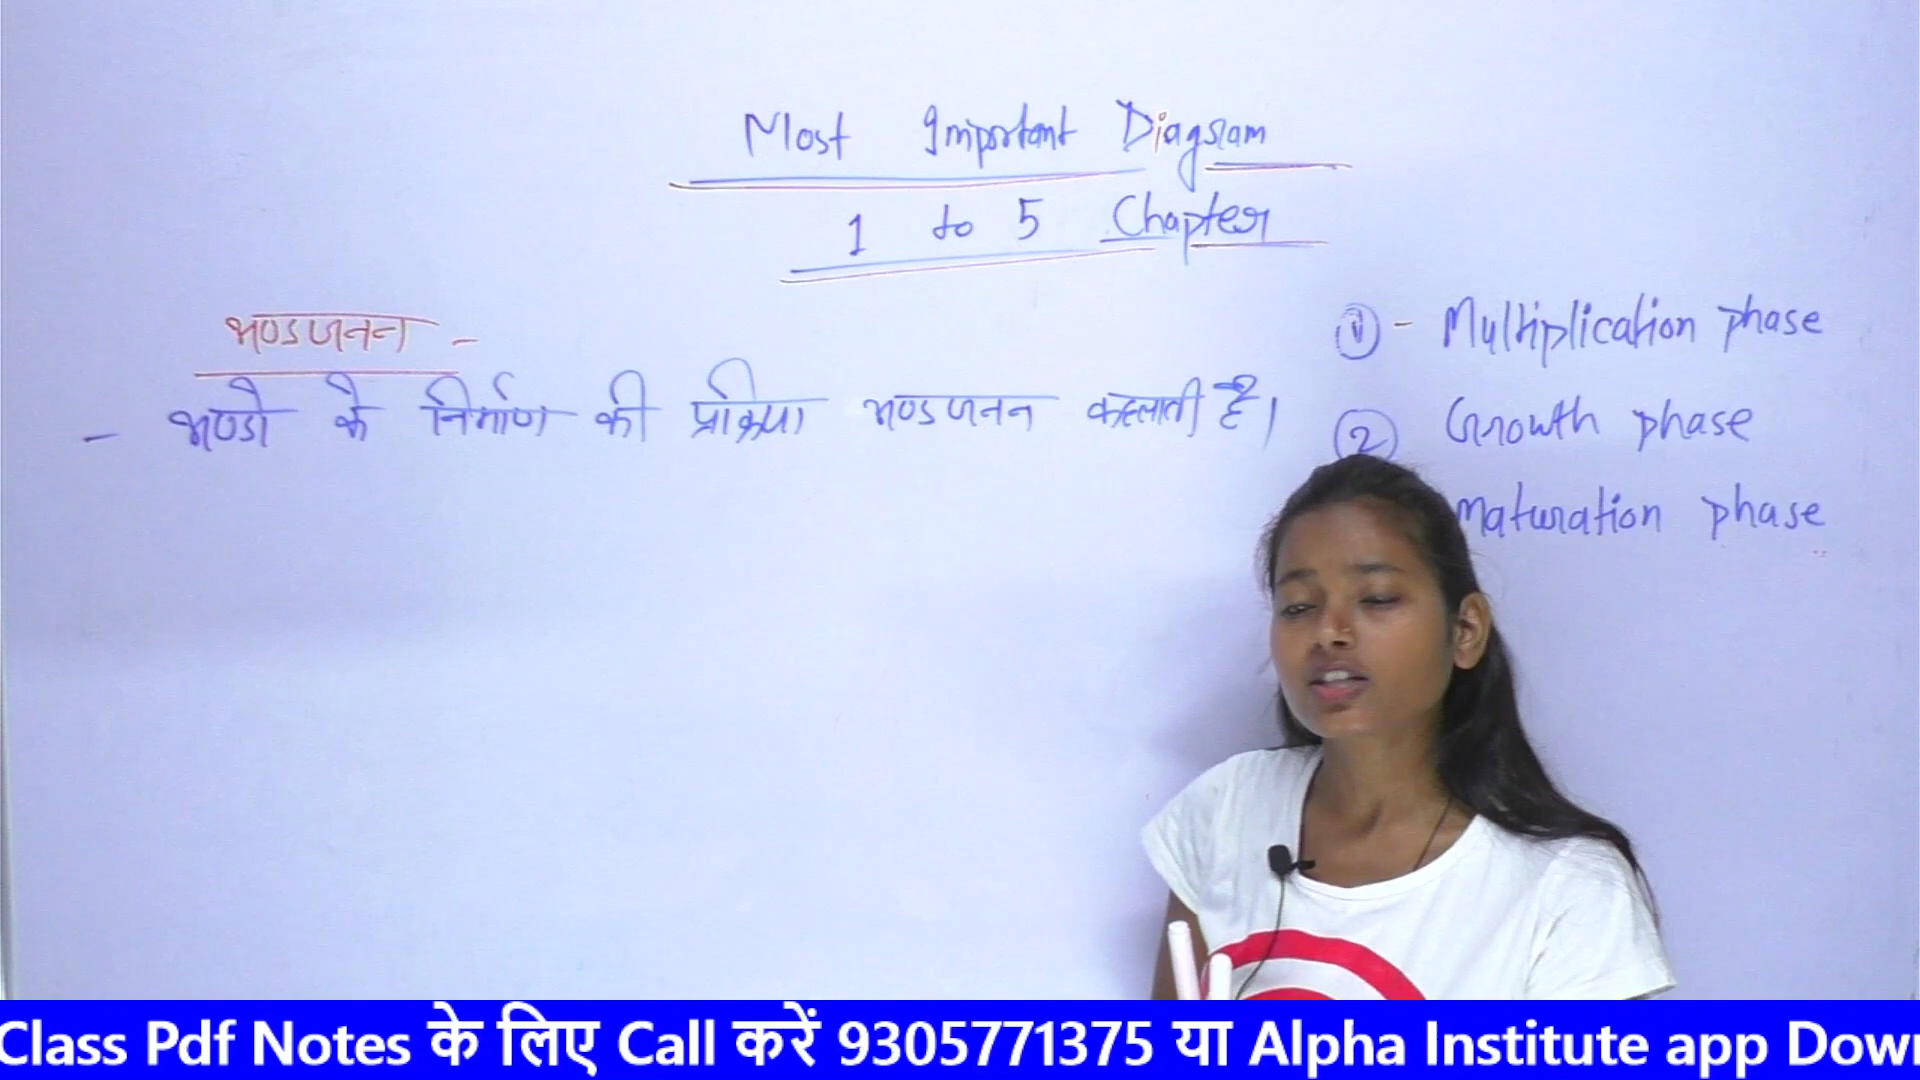 Most Important Diagram
1 to 5 Chapter
अण्डजनन -
- अण्डो के निर्माण की प्रक्रिया अण्डजनन कहलाती है।
① - Multiplication phase
② Growth phase
Maturation phase
Class Pdf Notes के लिए Call करें 9305771375 या Alpha Institute app Down